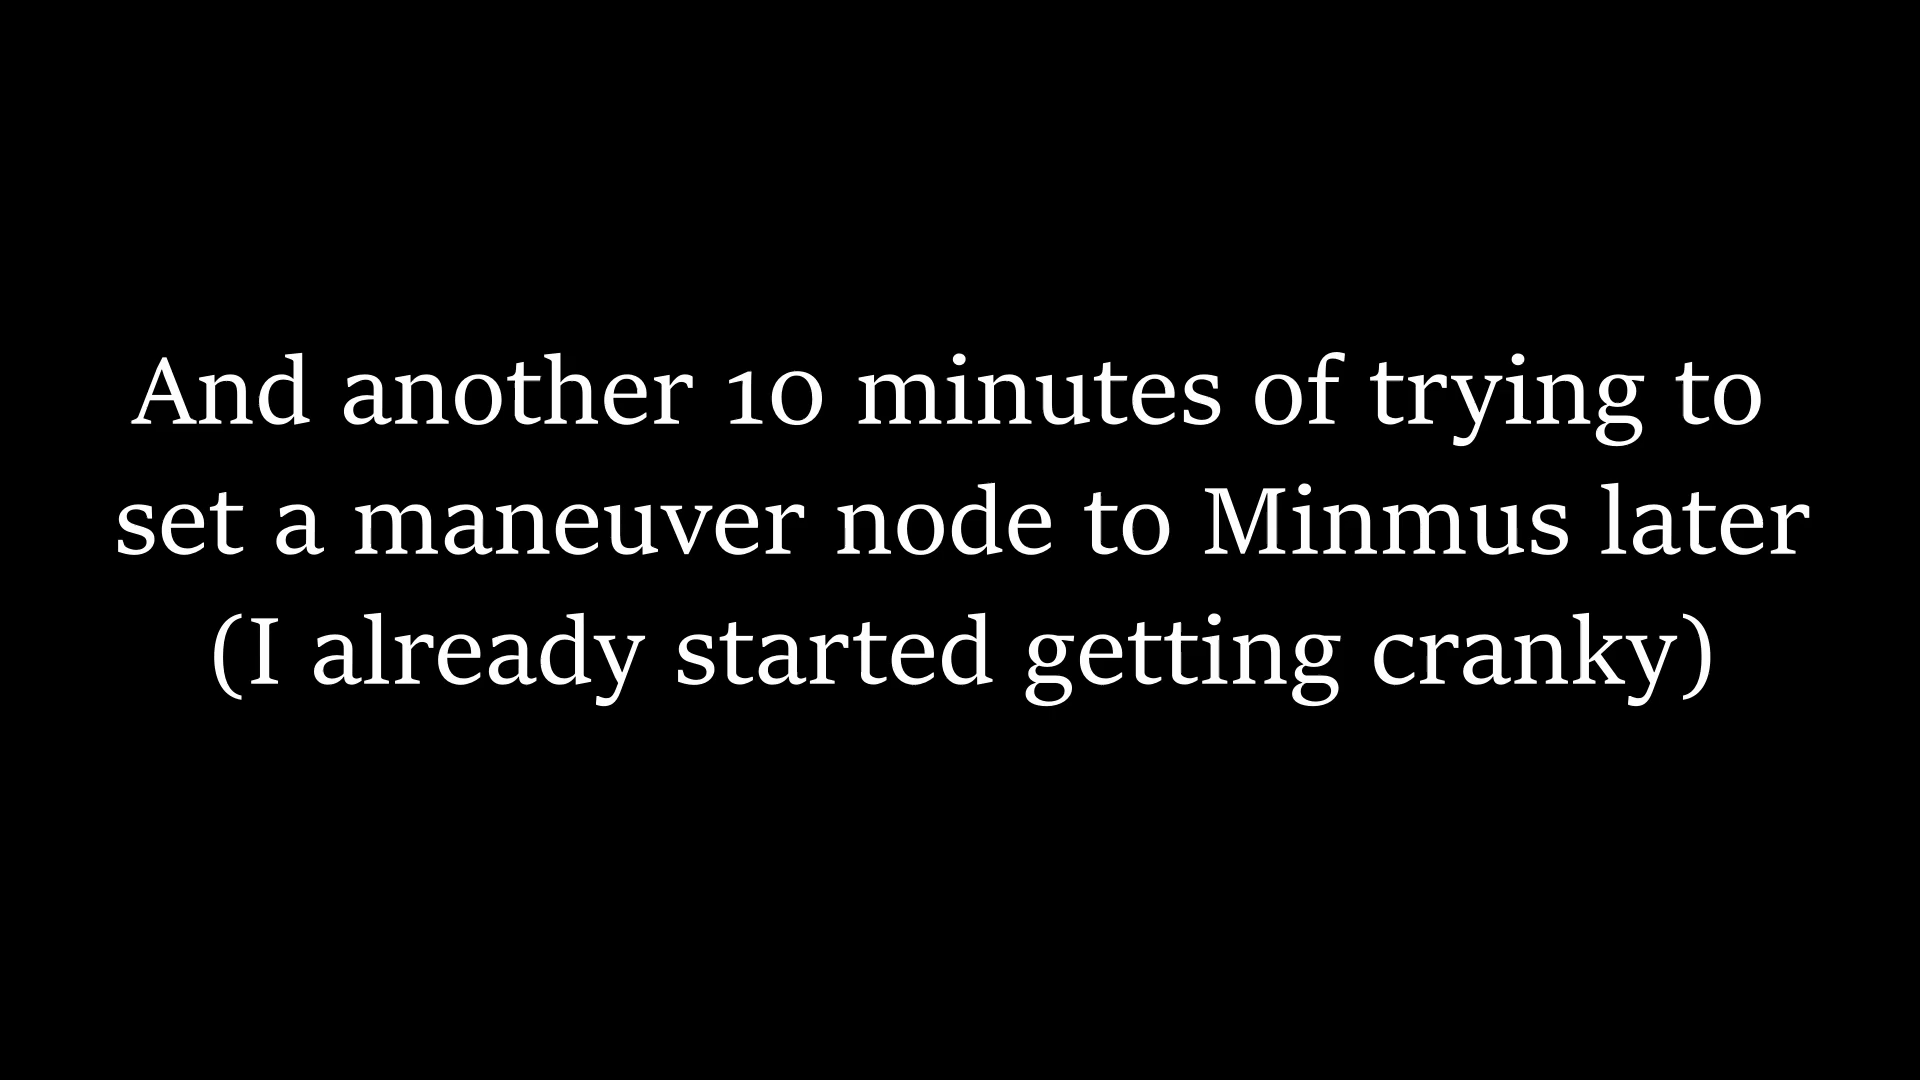 And another 10 minutes of trying to
set a maneuver node to Minmus later
(I already started getting cranky)